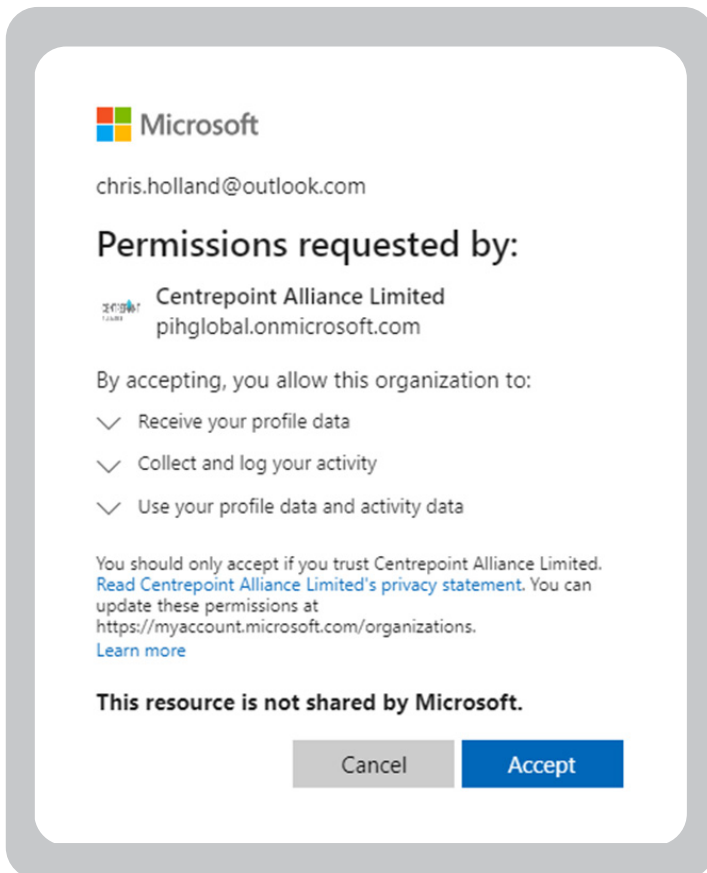 Microsoft
chris.holland@outlook.com
Permissions requested by:
Centrepoint Alliance Limited
pihglobal.onmicrosoft.com
By accepting, you allow this organization to:
Receive your profile data
Collect and log your activity
Use your profile data and activity data
You should only accept if you trust Centrepoint Alliance Limited.
Read Centrepoint Alliance Limited's privacy statement. You can
update these permissions at
https://myaccount.microsoft.com/organizations.
Learn more
This resource is not shared by Microsoft.
Cancel Accept